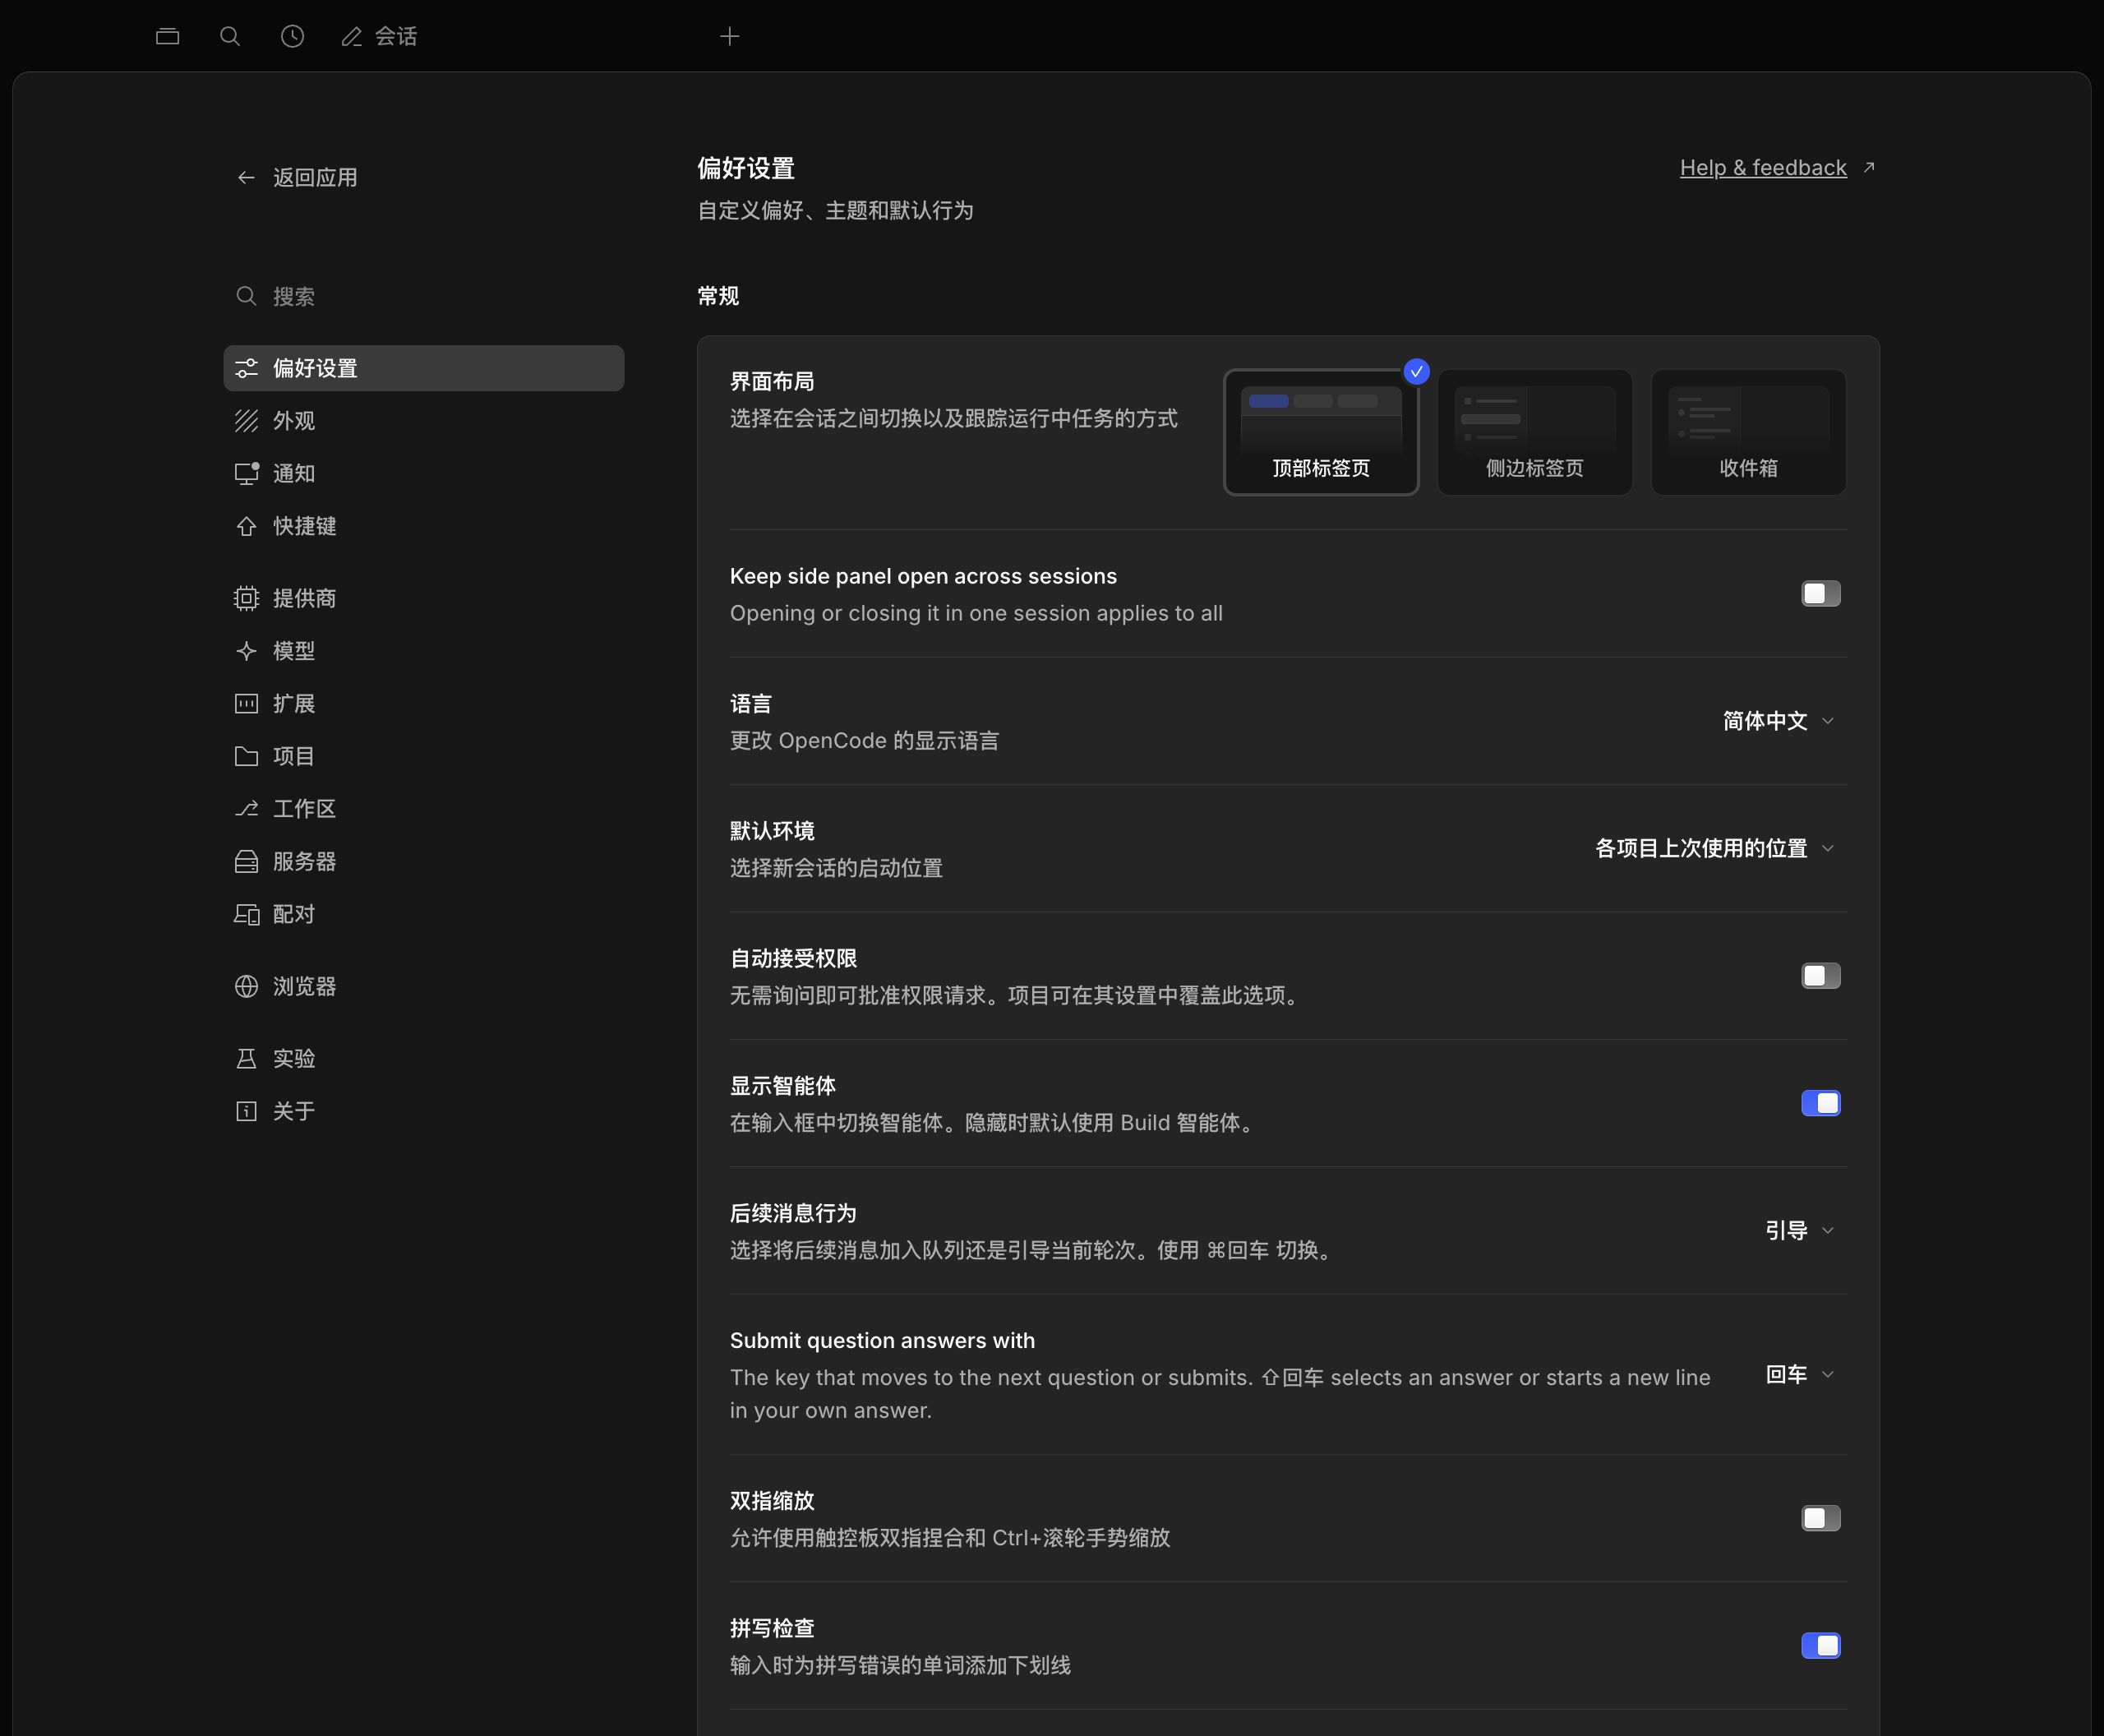 会话
返回应用
搜索
偏好设置
外观
通知
快捷键
提供商
模型
扩展
项目
工作区
服务器
配对
浏览器
实验
关于
偏好设置
Help & feedback
自定义偏好、主题和默认行为
常规
界面布局
选择在会话之间切换以及跟踪运行中任务的方式
顶部标签页
侧边标签页
收件箱
Keep side panel open across sessions
Opening or closing it in one session applies to all
语言
更改 OpenCode 的显示语言
简体中文
默认环境
选择新会话的启动位置
各项目上次使用的位置
自动接受权限
无需询问即可批准权限请求。项目可在其设置中覆盖此选项。
显示智能体
在输入框中切换智能体。隐藏时默认使用 Build 智能体。
后续消息行为
选择将后续消息加入队列还是引导当前轮次。使用 ⌘回车 切换。
引导
Submit question answers with
The key that moves to the next question or submits. ⇧回车 selects an answer or starts a new line
in your own answer.
回车
双指缩放
允许使用触控板双指捏合和 Ctrl+滚轮手势缩放
拼写检查
输入时为拼写错误的单词添加下划线